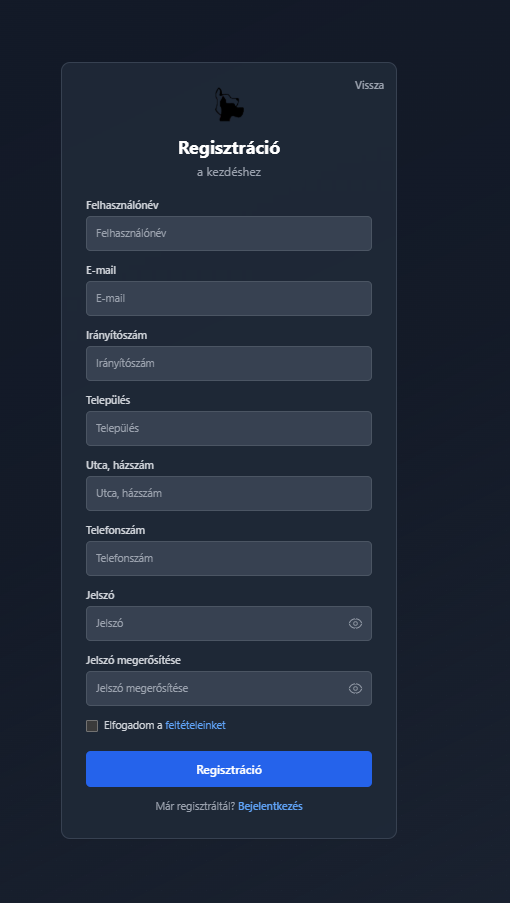 Vissza
Regisztráció
a kezdéshez
Felhasználónév
Felhasználónév
E-mail
E-mail
Irányítószám
Irányítószám
Település
Település
Utca, házszám
Utca, házszám
Telefonszám
Telefonszám
Jelszó
Jelszó
Jelszó megerősítése
Jelszó megerősítése
Elfogadom a feltételeinket
Regisztráció
Már regisztráltál? Bejelentkezés